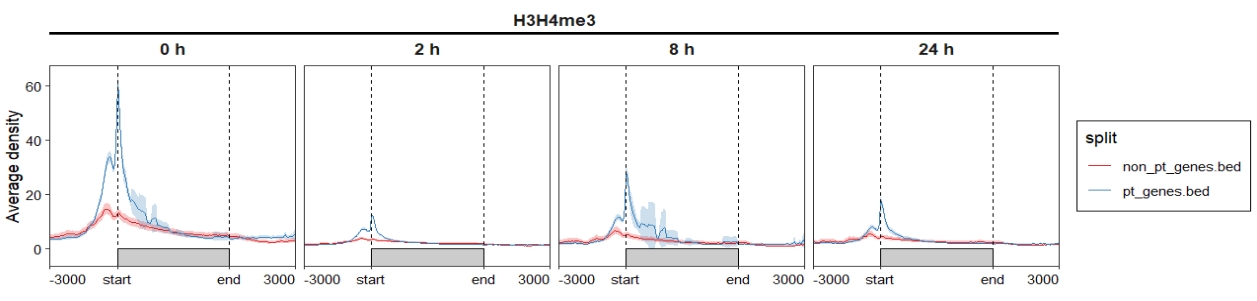 H3H4me3
0 h 2 h 8 h 24 h
Average density
60
40
20
0
-3000 start end 3000 -3000 start end 3000 -3000 start end 3000 -3000 start end 3000
split
non_pt_genes.bed
pt_genes.bed